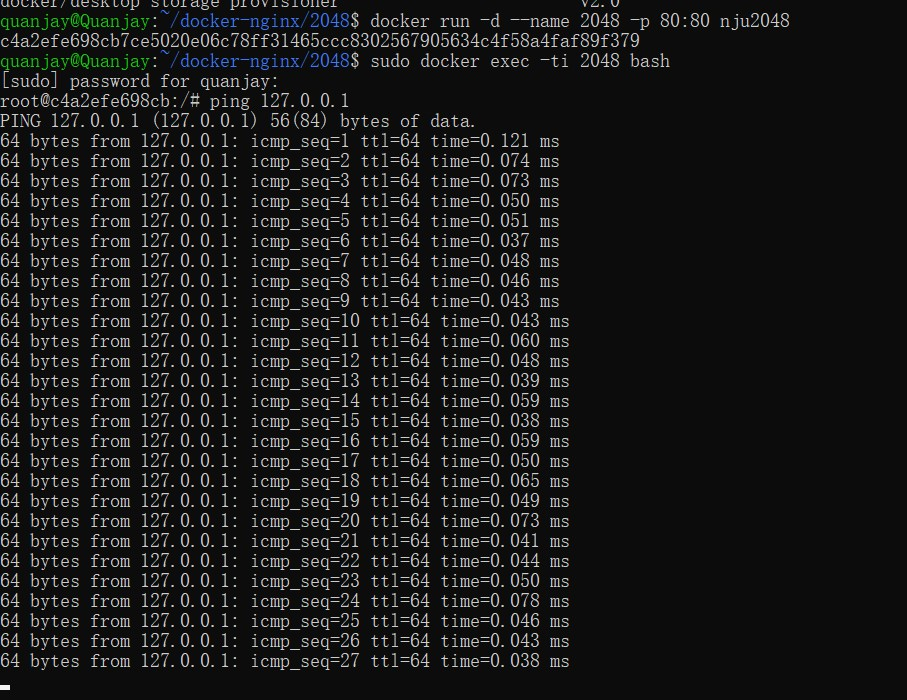 docker/desktop storage provisioner v2.0
quanjay@Quanjay:~/docker-nginx/2048$ docker run -d --name 2048 -p 80:80 nju2048
c4a2efe698cb7ce5020e06c78ff31465ccc8302567905634c4f58a4faf89f379
quanjay@Quanjay:~/docker-nginx/2048$ sudo docker exec -ti 2048 bash
[sudo] password for quanjay:
root@c4a2efe698cb:/# ping 127.0.0.1
PING 127.0.0.1 (127.0.0.1) 56(84) bytes of data.
64 bytes from 127.0.0.1: icmp_seq=1 ttl=64 time=0.121 ms
64 bytes from 127.0.0.1: icmp_seq=2 ttl=64 time=0.074 ms
64 bytes from 127.0.0.1: icmp_seq=3 ttl=64 time=0.073 ms
64 bytes from 127.0.0.1: icmp_seq=4 ttl=64 time=0.050 ms
64 bytes from 127.0.0.1: icmp_seq=5 ttl=64 time=0.051 ms
64 bytes from 127.0.0.1: icmp_seq=6 ttl=64 time=0.037 ms
64 bytes from 127.0.0.1: icmp_seq=7 ttl=64 time=0.048 ms
64 bytes from 127.0.0.1: icmp_seq=8 ttl=64 time=0.046 ms
64 bytes from 127.0.0.1: icmp_seq=9 ttl=64 time=0.043 ms
64 bytes from 127.0.0.1: icmp_seq=10 ttl=64 time=0.043 ms
64 bytes from 127.0.0.1: icmp_seq=11 ttl=64 time=0.060 ms
64 bytes from 127.0.0.1: icmp_seq=12 ttl=64 time=0.048 ms
64 bytes from 127.0.0.1: icmp_seq=13 ttl=64 time=0.039 ms
64 bytes from 127.0.0.1: icmp_seq=14 ttl=64 time=0.059 ms
64 bytes from 127.0.0.1: icmp_seq=15 ttl=64 time=0.038 ms
64 bytes from 127.0.0.1: icmp_seq=16 ttl=64 time=0.059 ms
64 bytes from 127.0.0.1: icmp_seq=17 ttl=64 time=0.050 ms
64 bytes from 127.0.0.1: icmp_seq=18 ttl=64 time=0.065 ms
64 bytes from 127.0.0.1: icmp_seq=19 ttl=64 time=0.049 ms
64 bytes from 127.0.0.1: icmp_seq=20 ttl=64 time=0.073 ms
64 bytes from 127.0.0.1: icmp_seq=21 ttl=64 time=0.041 ms
64 bytes from 127.0.0.1: icmp_seq=22 ttl=64 time=0.044 ms
64 bytes from 127.0.0.1: icmp_seq=23 ttl=64 time=0.050 ms
64 bytes from 127.0.0.1: icmp_seq=24 ttl=64 time=0.078 ms
64 bytes from 127.0.0.1: icmp_seq=25 ttl=64 time=0.046 ms
64 bytes from 127.0.0.1: icmp_seq=26 ttl=64 time=0.043 ms
64 bytes from 127.0.0.1: icmp_seq=27 ttl=64 time=0.038 ms